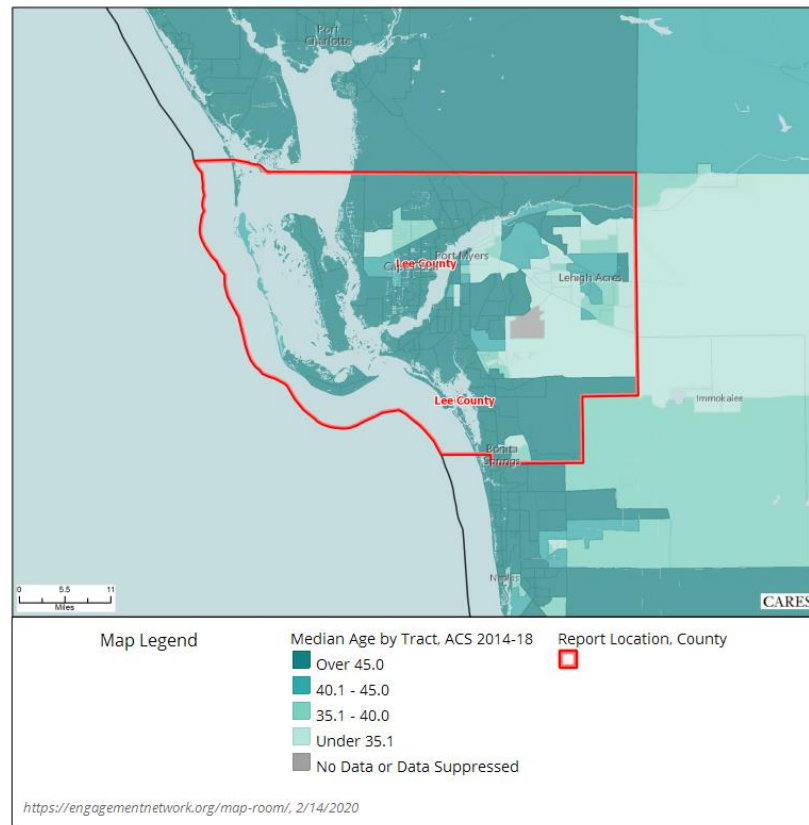 Port
Charlotte
Lee County
Fort Myers
Lehigh Acres
Lee County
Immokalee
Bonita
Springs
Naples
0 5.5 11
Miles
CARES
Map Legend
Median Age by Tract, ACS 2014-18
Over 45.0
40.1 - 45.0
35.1 - 40.0
Under 35.1
No Data or Data Suppressed
Report Location, County
https://engagementnetwork.org/map-room/, 2/14/2020